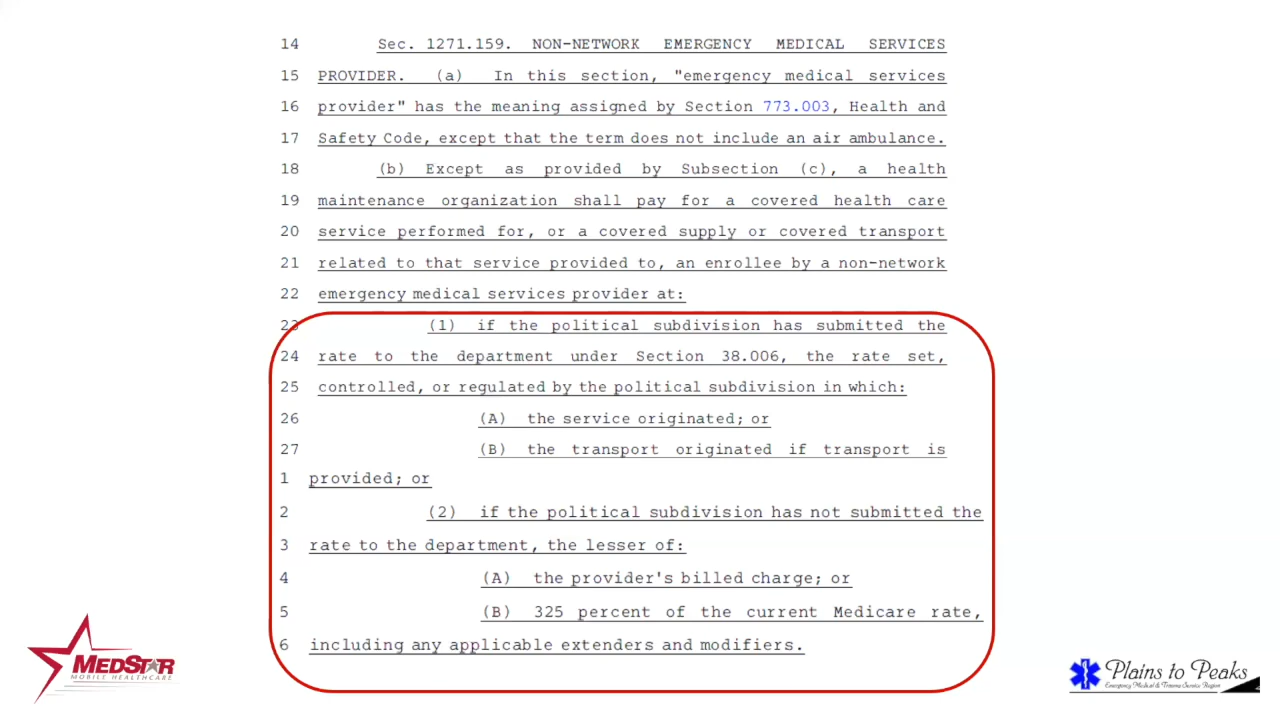 14 Sec. 1271.159. NON-NETWORK EMERGENCY MEDICAL SERVICES
15 PROVIDER. (a) In this section, "emergency medical services
16 provider" has the meaning assigned by Section 773.003, Health and
17 Safety Code, except that the term does not include an air ambulance.
18 (b) Except as provided by Subsection (c), a health
19 maintenance organization shall pay for a covered health care
20 service performed for, or a covered supply or covered transport
21 related to that service provided to, an enrollee by a non-network
22 emergency medical services provider at:
23 (1) if the political subdivision has submitted the
24 rate to the department under Section 38.006, the rate set,
25 controlled, or regulated by the political subdivision in which:
26 (A) the service originated; or
27 (B) the transport originated if transport is
1 provided; or
2 (2) if the political subdivision has not submitted the
3 rate to the department, the lesser of:
4 (A) the provider's billed charge; or
5 (B) 325 percent of the current Medicare rate,
6 including any applicable extenders and modifiers.
MEDSTAR
MOBILE HEALTHCARE
Plains to Peaks
Emergency Medical & Trauma Service Region